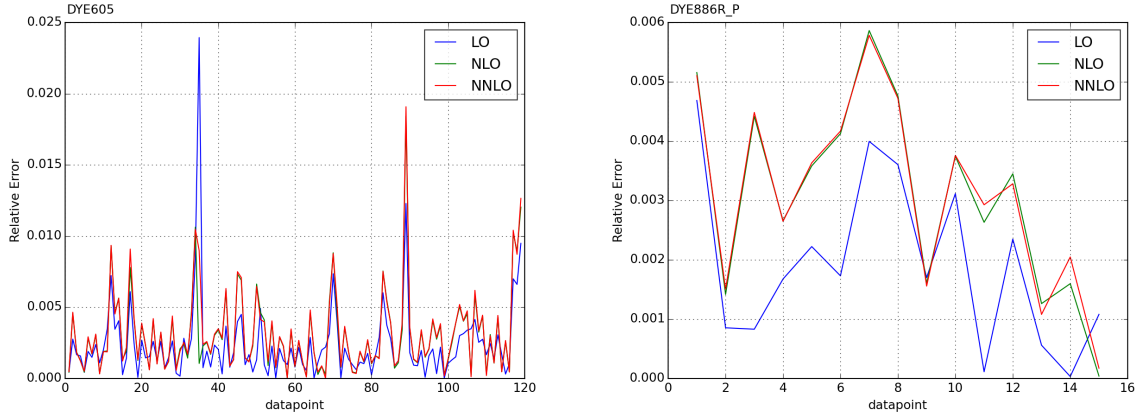 DYE605
0.025
0.020
0.015
0.010
0.005
0.000
Relative Error
0 20 40 60 80 100 120
datapoint
LO
NLO
NNLO
DYE886R_P
0.006
0.005
0.004
0.003
0.002
0.001
0.000
Relative Error
0 2 4 6 8 10 12 14 16
datapoint
LO
NLO
NNLO